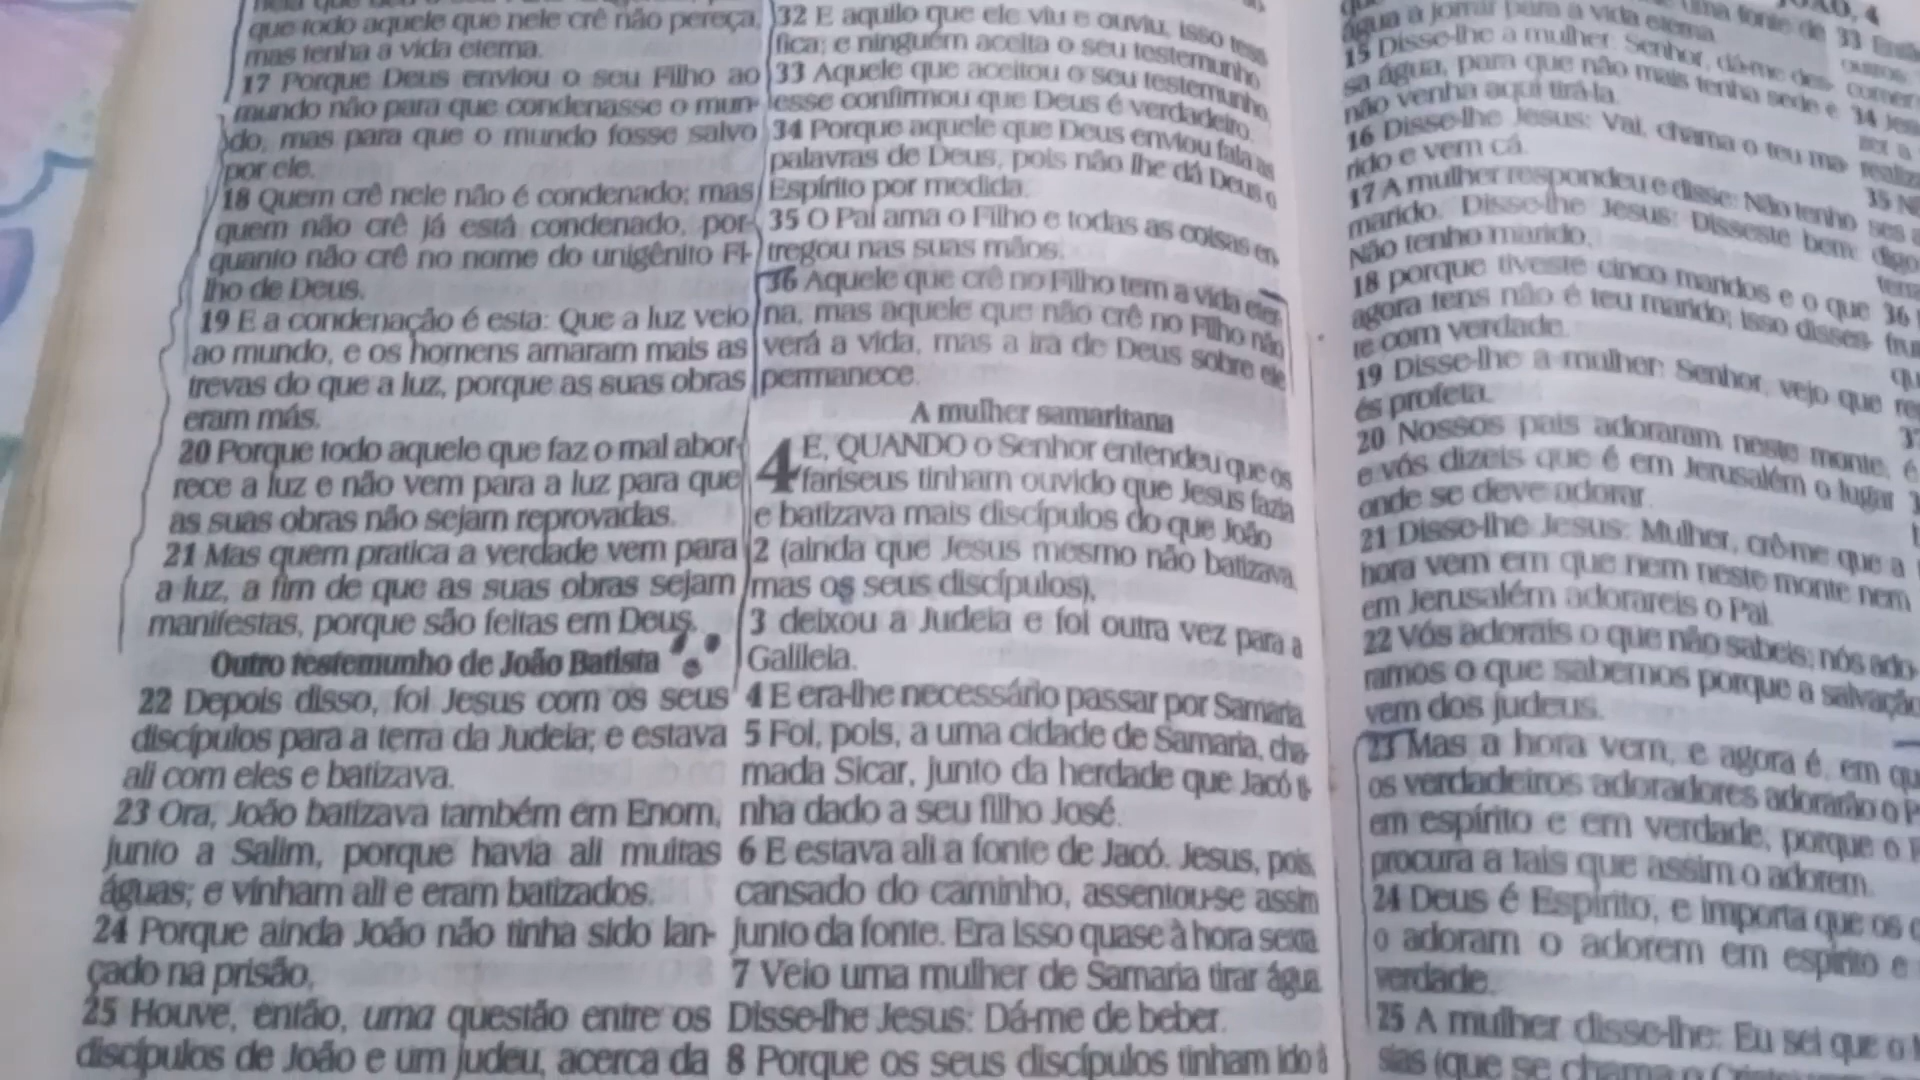 que todo aquele que nele crê não pereça,
mas tenha a vida eterna.
17 Porque Deus enviou o seu Filho ao
mundo não para que condenasse o mun-
do, mas para que o mundo fosse salvo
por ele.
18 Quem crê nele não é condenado; mas
quem não crê já está condenado, por-
quanto não crê no nome do unigênito Fi-
lho de Deus.
19 E a condenação é esta: Que a luz veio
ao mundo, e os homens amaram mais as
trevas do que a luz, porque as suas obras
eram más.
20 Porque todo aquele que faz o mal abor-
rece a luz e não vem para a luz para que
as suas obras não sejam reprovadas.
21 Mas quem pratica a verdade vem para
a luz, a fim de que as suas obras sejam
manifestas, porque são feitas em Deus.
Outro testemunho de João Batista
22 Depois disso, foi Jesus com os seus
discípulos para a terra da Judeia; e estava
ali com eles e batizava.
23 Ora, João batizava também em Enom,
junto a Salim, porque havia ali muitas
águas; e vinham ali e eram batizados.
24 Porque ainda João não tinha sido lan-
çado na prisão.
25 Houve, então, uma questão entre os
discípulos de João e um judeu, acerca da
32 E aquilo que ele viu e ouviu, isso testi
fica; e ninguém aceita o seu testemunho
33 Aquele que aceitou o seu testemunho,
esse confirmou que Deus é verdadeiro.
34 Porque aquele que Deus enviou fala as
palavras de Deus, pois não lhe dá Deus o
Espírito por medida.
35 O Pai ama o Filho e todas as coisas en
tregou nas suas mãos.
36 Aquele que crê no Filho tem a vida eter
na, mas aquele que não crê no Filho não
verá a vida, mas a ira de Deus sobre ele
permanece.
A mulher samaritana
4 E, QUANDO o Senhor entendeu que os
fariseus tinham ouvido que Jesus fazia
e batizava mais discípulos do que João
2 (ainda que Jesus mesmo não batizava,
mas os seus discípulos),
3 deixou a Judeia e foi outra vez para a
Galileia.
4 E era-lhe necessário passar por Samaria.
5 Foi, pois, a uma cidade de Samaria, cha-
mada Sicar, junto da herdade que Jacó ti-
nha dado a seu filho José.
6 E estava ali a fonte de Jacó. Jesus, pois,
cansado do caminho, assentou-se assim
junto da fonte. Era isso quase à hora sexta.
7 Veio uma mulher de Samaria tirar água.
Disse-lhe Jesus: Dá-me de beber.
8 Porque os seus discípulos tinham ido à
JOÃO, 4
uma fonte de
água a jorrar para a vida eterna.
15 Disse-lhe a mulher: Senhor, dá-me des-
sa água, para que não mais tenha sede e
não venha aqui tirá-la.
16 Disse-lhe Jesus: Vai, chama o teu ma-
rido e vem cá.
17 A mulher respondeu e disse: Não tenho
marido. Disse-lhe Jesus: Disseste bem:
Não tenho marido,
18 porque tiveste cinco maridos e o que
agora tens não é teu marido; isso disses-
te com verdade.
19 Disse-lhe a mulher: Senhor, vejo que
és profeta.
20 Nossos pais adoraram neste monte,
e vós dizeis que é em Jerusalém o lugar
onde se deve adorar.
21 Disse-lhe Jesus: Mulher, crê-me que a
hora vem em que nem neste monte nem
em Jerusalém adorareis o Pai.
22 Vós adorais o que não sabeis; nós ado-
ramos o que sabemos porque a salvação
vem dos judeus.
23 Mas a hora vem, e agora é, em que
os verdadeiros adoradores adorarão o
em espírito e em verdade, porque o
procura a tais que assim o adorem.
24 Deus é Espírito, e importa que os
o adoram o adorem em espírito e
verdade.
25 A mulher disse-lhe: Eu sei que o
sias (que se chama o
33
34
35
36